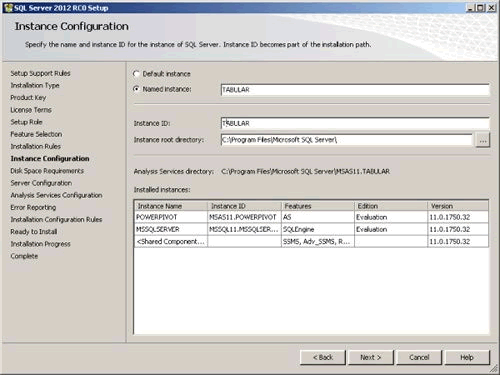 SQL Server 2012 RC0 Setup
Instance Configuration
Specify the name and instance ID for the instance of SQL Server. Instance ID becomes part of the installation path.
Setup Support Rules
Installation Type
Product Key
License Terms
Setup Role
Feature Selection
Installation Rules
Instance Configuration
Disk Space Requirements
Server Configuration
Analysis Services Configuration
Error Reporting
Installation Configuration Rules
Ready to Install
Installation Progress
Complete
Default instance
Named instance: TABULAR
Instance ID: TABULAR
Instance root directory: C:\Program Files\Microsoft SQL Server\ ...
Analysis Services directory: C:\Program Files\Microsoft SQL Server\MSAS11.TABULAR
Installed instances:
Instance Name Instance ID Features Edition Version
POWERPIVOT MSAS11.POWERPIVOT AS Evaluation 11.0.1750.32
MSSQLSERVER MSSQL11.MSSQLSER... SQLEngine Evaluation 11.0.1750.32
<Shared Component... SSMS, Adv_SSMS, R... 11.0.1750.32
< Back Next > Cancel Help